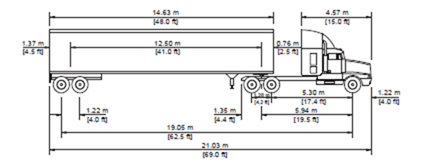 14.63 m
[48.0 ft]
4.57 m
[15.0 ft]
1.37 m
[4.5 ft]
12.50 m
[41.0 ft]
0.76 m
[2.5 ft]
1.22 m
[4.0 ft]
1.35 m
[4.4 ft]
[4.2 ft]
5.30 m
[17.4 ft]
1.22 m
[4.0 ft]
19.05 m
[62.5 ft]
5.94 m
[19.5 ft]
21.03 m
[69.0 ft]